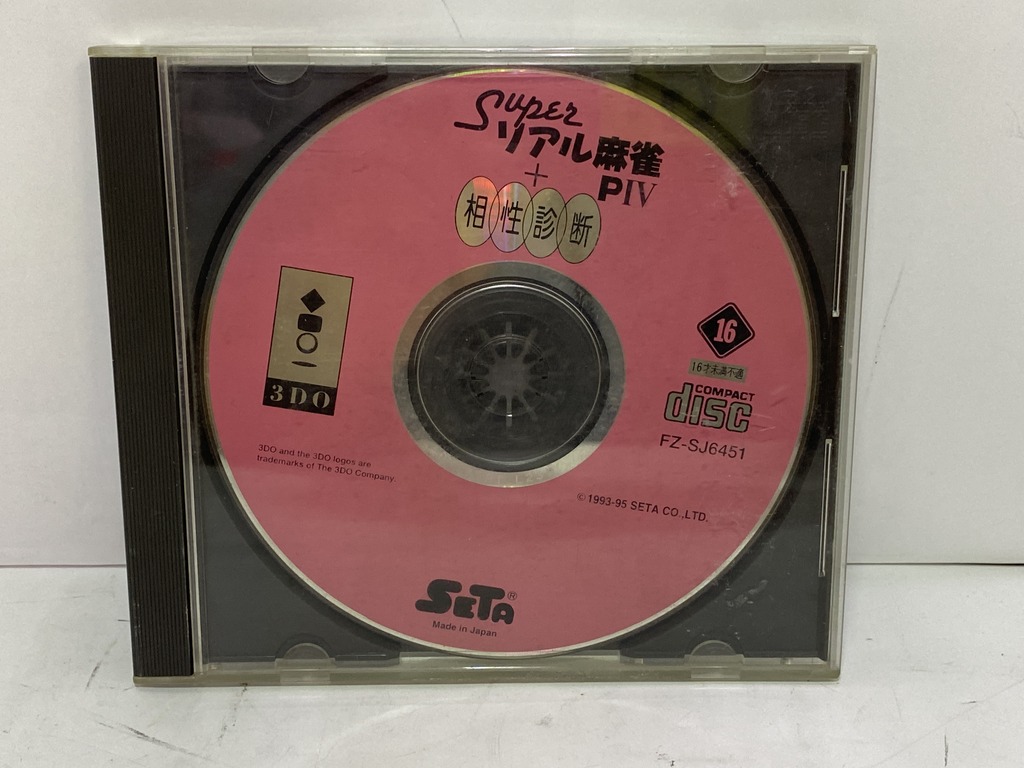 Super
リアル麻雀
PIV
+
相性診断
3DO
16
16才未満不適
COMPACT
disc
FZ-SJ6451
3DO and the 3DO logos are
trademarks of The 3DO Company.
© 1993-95 SETA CO.,LTD.
SETA®
Made in Japan